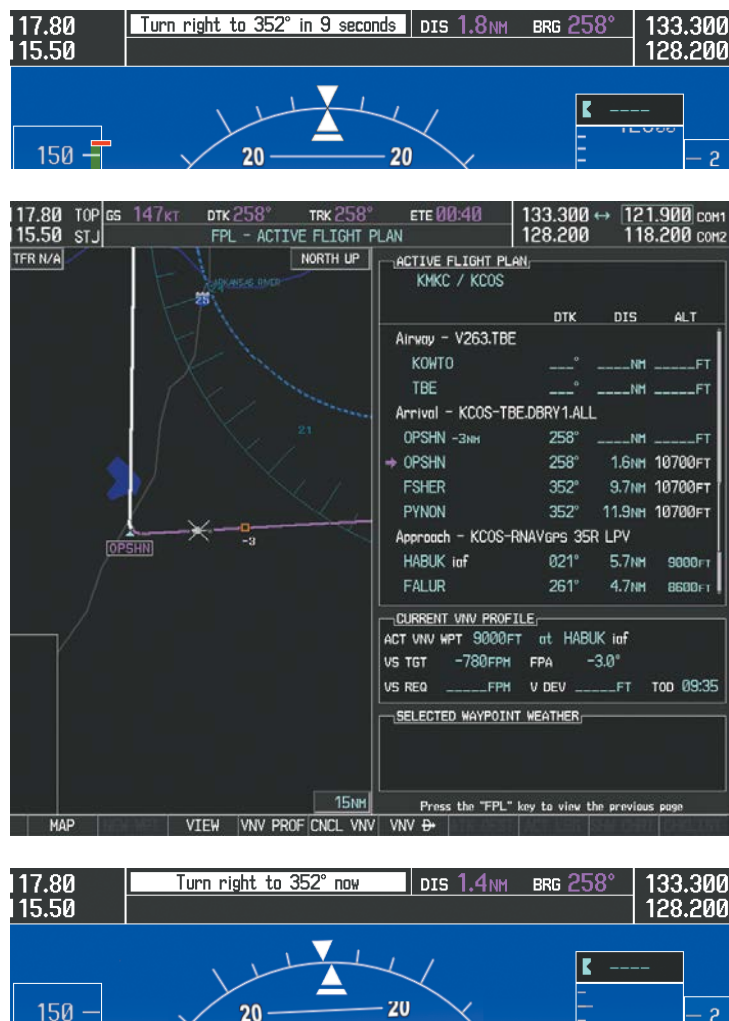 17.80 Turn right to 352° in 9 seconds DIS 1.8NM BRG 258° 133.300
15.50 128.200
150 20 20 2
17.80 TOP GS 147KT DTK 258° TRK 258° ETE 00:40 133.300 ↔ 121.900 COM1
15.50 STJ FPL - ACTIVE FLIGHT PLAN 128.200 118.200 COM2
TFR N/A NORTH UP
ARKANSAS RIVER
25
21
OPSHN
-3
15NM
ACTIVE FLIGHT PLAN
KMKC / KCOS
DTK DIS ALT
Airway - V263.TBE
KOWTO ___° ____NM _____FT
TBE ___° ____NM _____FT
Arrival - KCOS-TBE.DBRY1.ALL
OPSHN -3NM 258° ____NM _____FT
OPSHN 258° 1.6NM 10700FT
FSHER 352° 9.7NM 10700FT
PYNON 352° 11.9NM 10700FT
Approach - KCOS-RNAVGPS 35R LPV
HABUK iaf 021° 5.7NM 9000FT
FALUR 261° 4.7NM 8600FT
CURRENT VNV PROFILE
ACT VNV WPT 9000FT at HABUK iaf
VS TGT -780FPM FPA -3.0°
VS REQ _____FPM V DEV _____FT TOD 09:35
SELECTED WAYPOINT WEATHER
Press the "FPL" key to view the previous page
MAP VIEW VNV PROF CNCL VNV VNV D→
17.80 Turn right to 352° now DIS 1.4NM BRG 258° 133.300
15.50 128.200
150 20 20 2